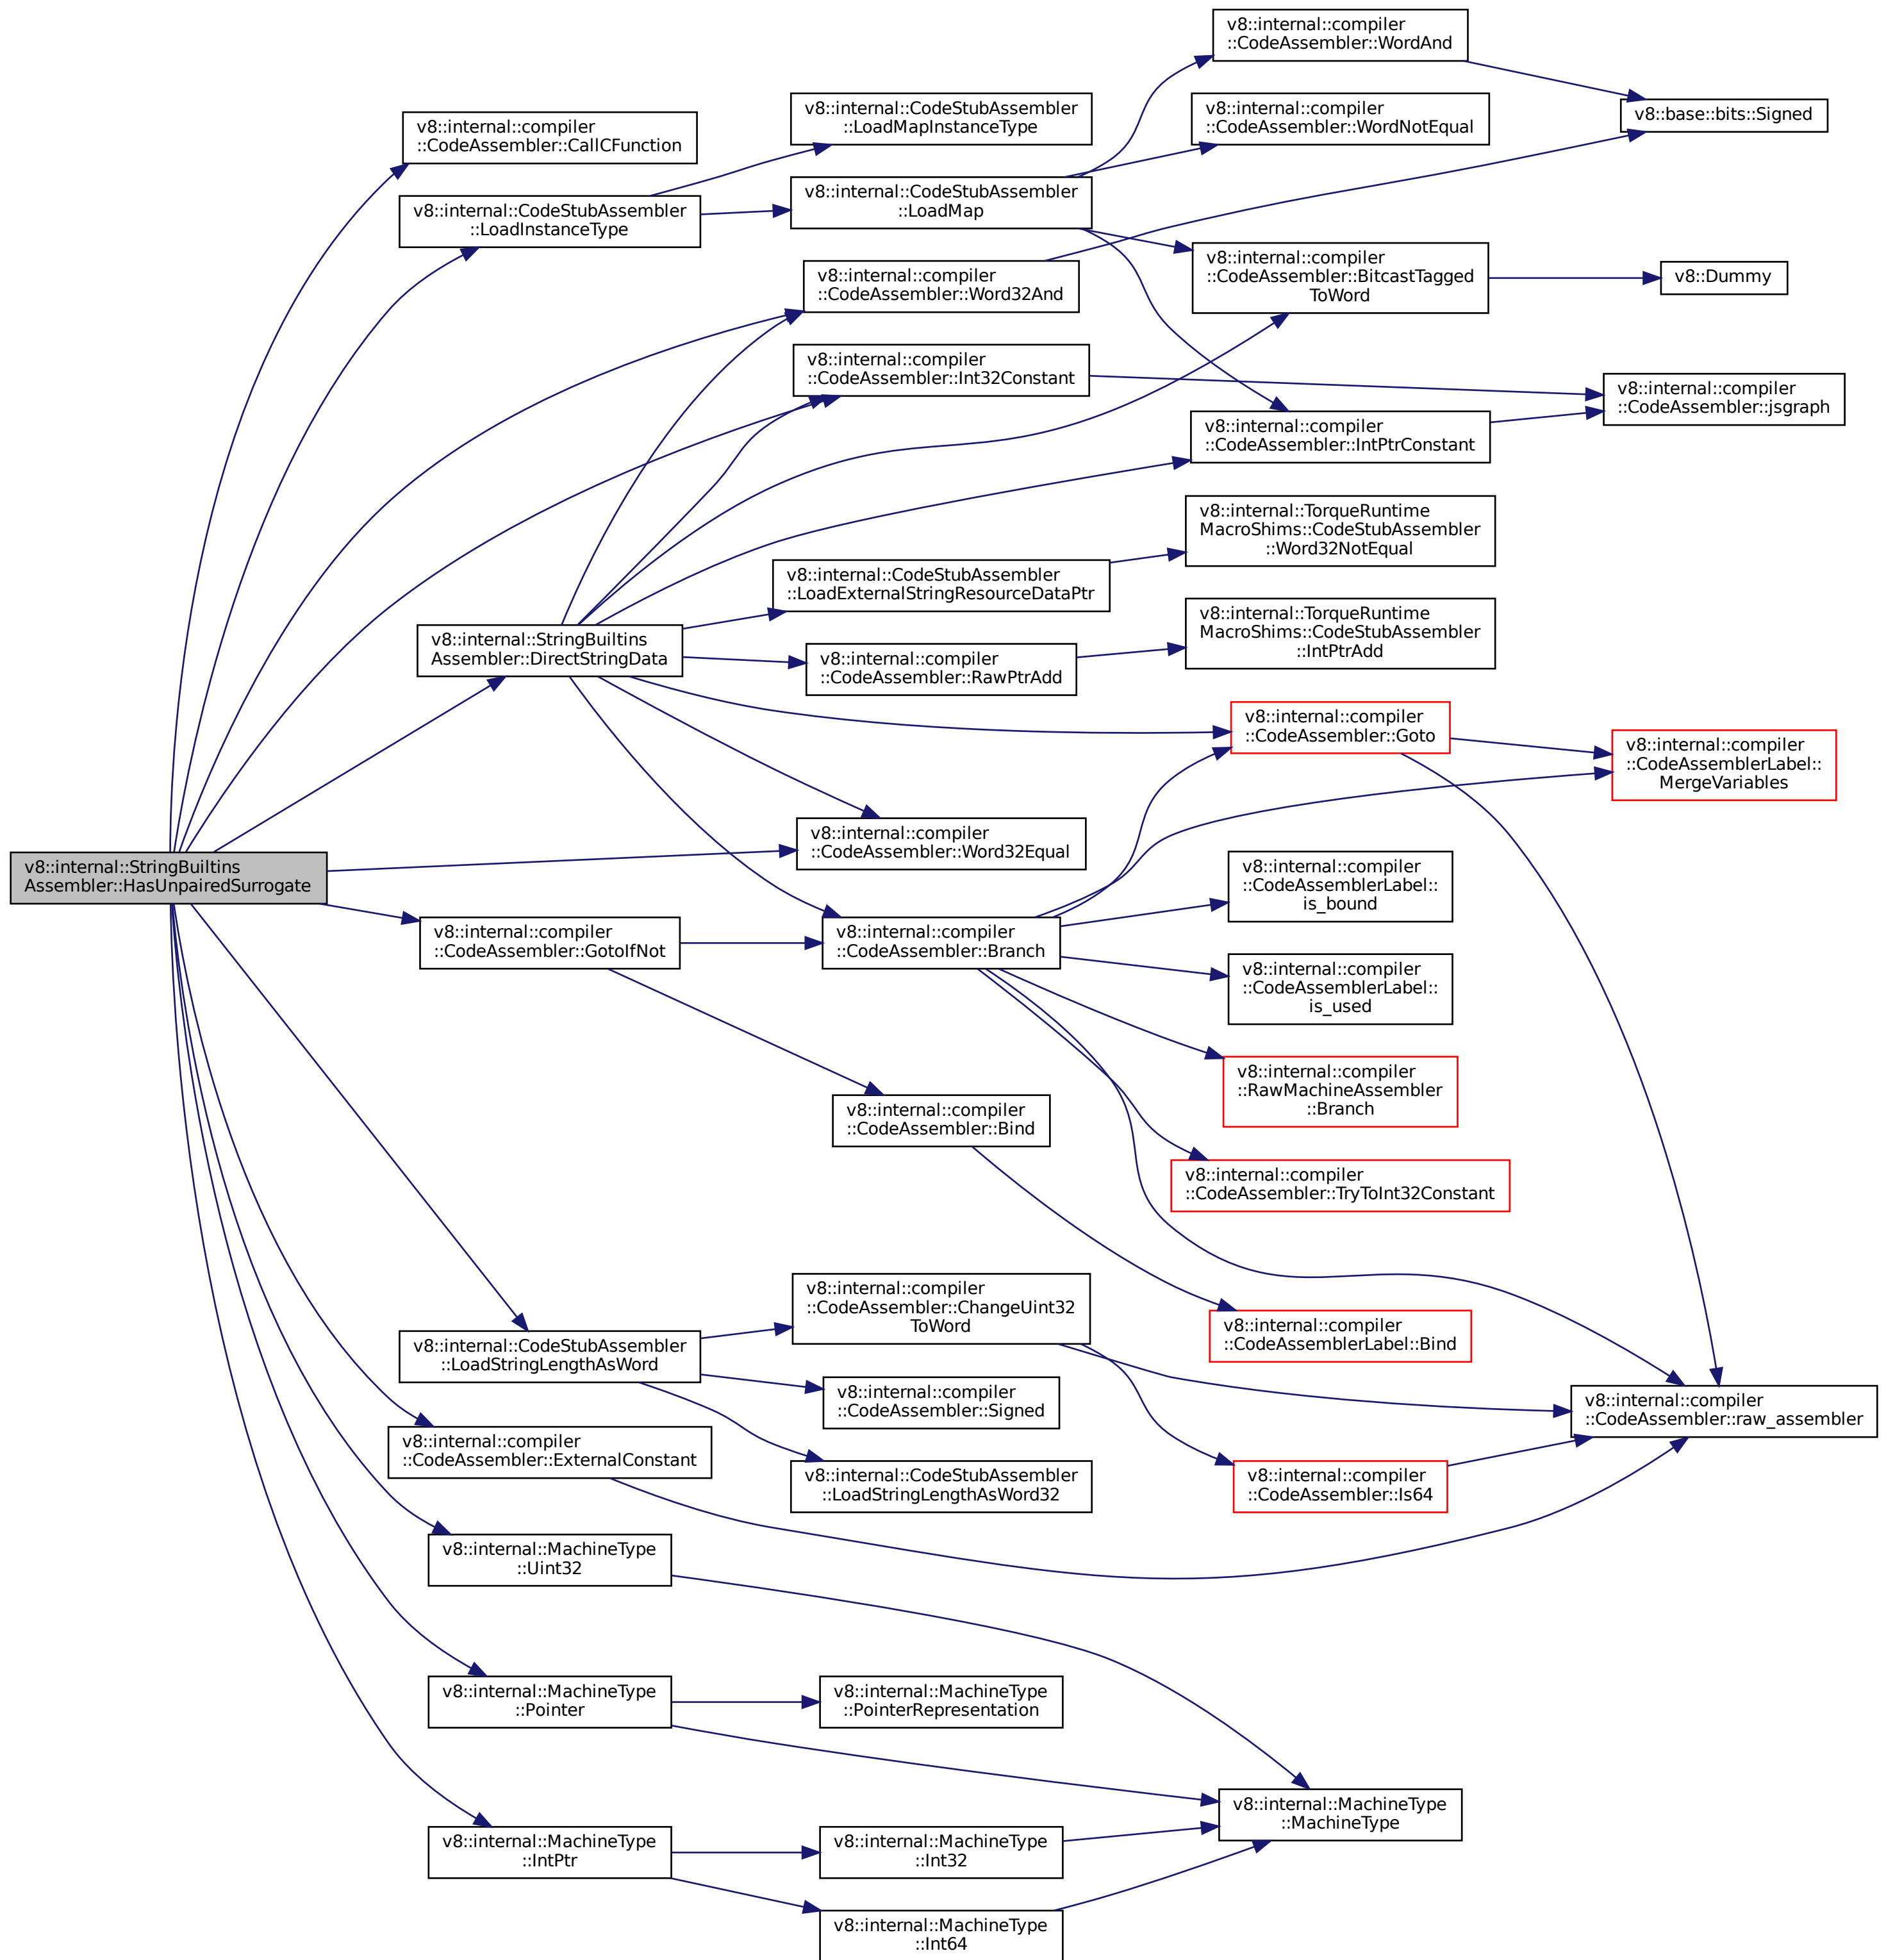 v8::internal::compiler
::CodeAssembler::WordAnd
v8::internal::CodeStubAssembler
::LoadMapInstanceType
v8::internal::compiler
::CodeAssembler::WordNotEqual
v8::base::bits::Signed
v8::internal::compiler
::CodeAssembler::CallCFunction
v8::internal::CodeStubAssembler
::LoadInstanceType
v8::internal::CodeStubAssembler
::LoadMap
v8::internal::compiler
::CodeAssembler::Word32And
v8::internal::compiler
::CodeAssembler::BitcastTagged
ToWord
v8::Dummy
v8::internal::compiler
::CodeAssembler::Int32Constant
v8::internal::compiler
::CodeAssembler::jsgraph
v8::internal::compiler
::CodeAssembler::IntPtrConstant
v8::internal::TorqueRuntime
MacroShims::CodeStubAssembler
::Word32NotEqual
v8::internal::CodeStubAssembler
::LoadExternalStringResourceDataPtr
v8::internal::TorqueRuntime
MacroShims::CodeStubAssembler
::IntPtrAdd
v8::internal::StringBuiltins
Assembler::DirectStringData
v8::internal::compiler
::CodeAssembler::RawPtrAdd
v8::internal::compiler
::CodeAssembler::Goto
v8::internal::compiler
::CodeAssemblerLabel::
MergeVariables
v8::internal::compiler
::CodeAssembler::Word32Equal
v8::internal::StringBuiltins
Assembler::HasUnpairedSurrogate
v8::internal::compiler
::CodeAssemblerLabel::
is_bound
v8::internal::compiler
::CodeAssembler::GotoIfNot
v8::internal::compiler
::CodeAssembler::Branch
v8::internal::compiler
::CodeAssemblerLabel::
is_used
v8::internal::compiler
::RawMachineAssembler
::Branch
v8::internal::compiler
::CodeAssembler::Bind
v8::internal::compiler
::CodeAssembler::TryToInt32Constant
v8::internal::compiler
::CodeAssembler::ChangeUint32
ToWord
v8::internal::compiler
::CodeAssemblerLabel::Bind
v8::internal::CodeStubAssembler
::LoadStringLengthAsWord
v8::internal::compiler
::CodeAssembler::Signed
v8::internal::compiler
::CodeAssembler::raw_assembler
v8::internal::compiler
::CodeAssembler::ExternalConstant
v8::internal::CodeStubAssembler
::LoadStringLengthAsWord32
v8::internal::compiler
::CodeAssembler::Is64
v8::internal::MachineType
::Uint32
v8::internal::MachineType
::Pointer
v8::internal::MachineType
::PointerRepresentation
v8::internal::MachineType
::MachineType
v8::internal::MachineType
::IntPtr
v8::internal::MachineType
::Int32
v8::internal::MachineType
::Int64